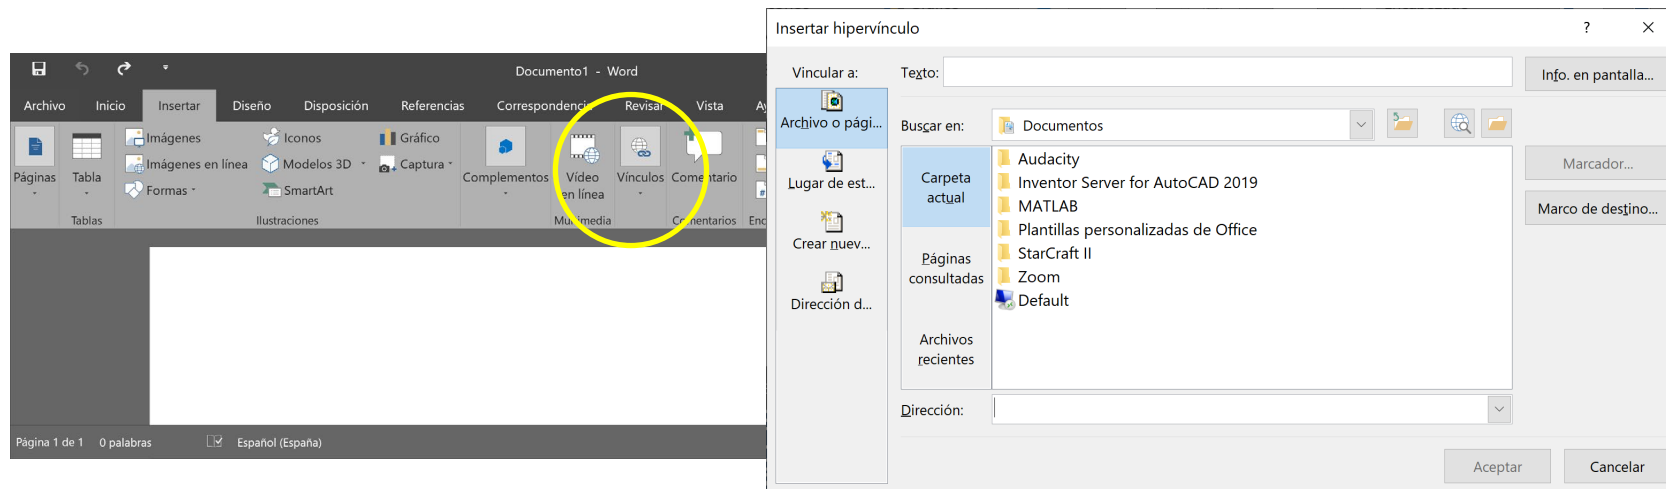 Documento1 - Word
Archivo Inicio Insertar Diseño Disposición Referencias Correspondencia Revisar Vista
Páginas
Tabla
Tablas
Imágenes
Imágenes en línea
Formas
Iconos
Modelos 3D
SmartArt
Ilustraciones
Gráfico
Captura
Complementos
Vídeo
en línea
Multimedia
Vínculos
Comentario
Comentarios
Página 1 de 1 0 palabras Español (España)
Insertar hipervínculo ? ×
Vincular a:
Archivo o pági...
Lugar de est...
Crear nuev...
Dirección d...
Texto:
Info. en pantalla...
Buscar en: Documentos
Carpeta
actual
Páginas
consultadas
Archivos
recientes
Audacity
Inventor Server for AutoCAD 2019
MATLAB
Plantillas personalizadas de Office
StarCraft II
Zoom
Default
Marcador...
Marco de destino...
Dirección:
Aceptar Cancelar